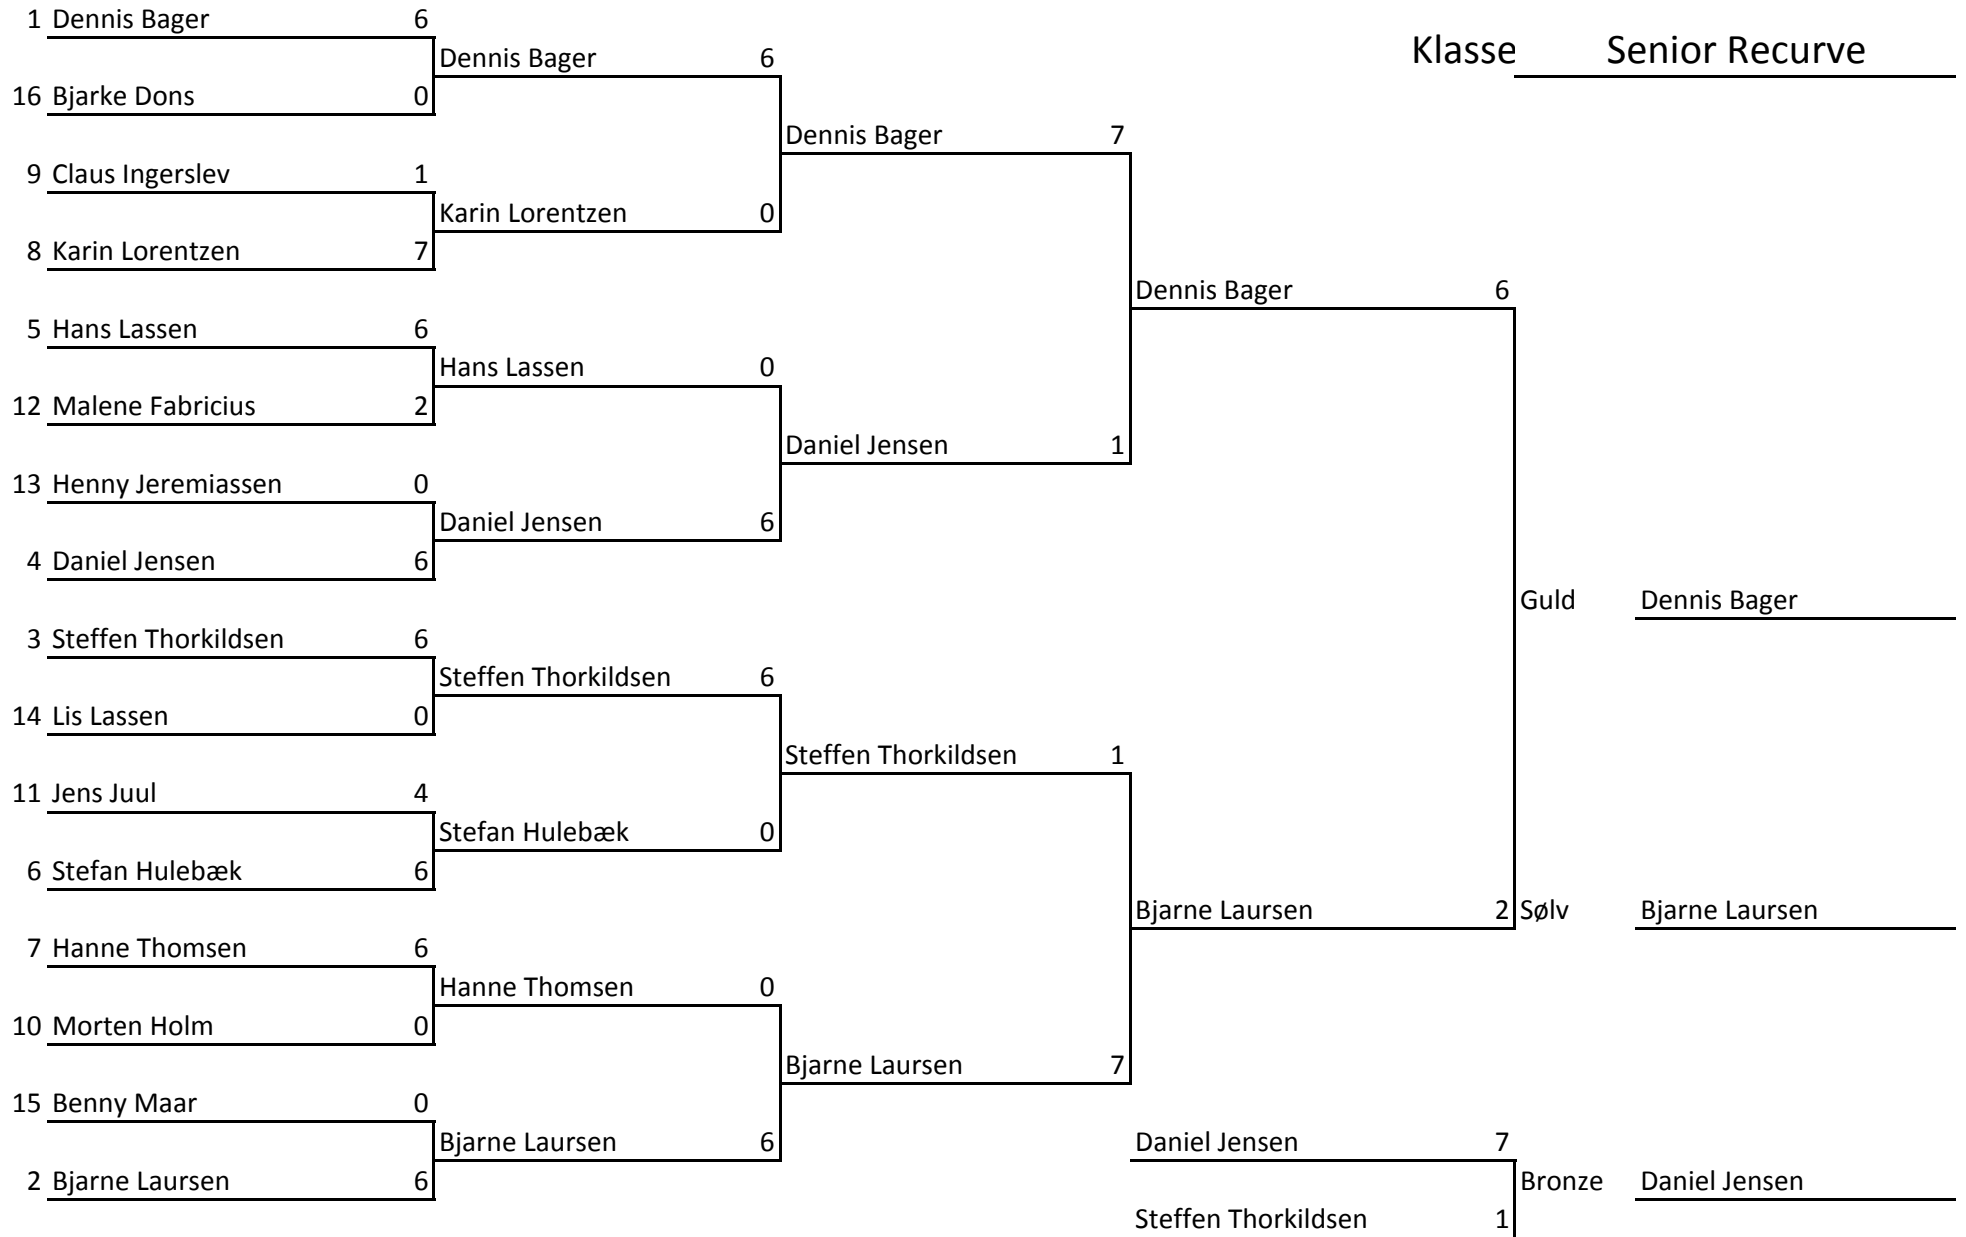 1 Dennis Bager 6
Klasse Senior Recurve
Dennis Bager 6
16 Bjarke Dons 0
Dennis Bager 7
9 Claus Ingerslev 1
Karin Lorentzen 0
8 Karin Lorentzen 7
Dennis Bager 6
5 Hans Lassen 6
Hans Lassen 0
12 Malene Fabricius 2
Daniel Jensen 1
13 Henny Jeremiassen 0
Daniel Jensen 6
4 Daniel Jensen 6
Guld Dennis Bager
3 Steffen Thorkildsen 6
Steffen Thorkildsen 6
14 Lis Lassen 0
Steffen Thorkildsen 1
11 Jens Juul 4
Stefan Hulebæk 0
6 Stefan Hulebæk 6
Bjarne Laursen 2 Sølv Bjarne Laursen
7 Hanne Thomsen 6
Hanne Thomsen 0
10 Morten Holm 0
Bjarne Laursen 7
15 Benny Maar 0
Bjarne Laursen 6
Daniel Jensen 7
2 Bjarne Laursen 6
Bronze Daniel Jensen
Steffen Thorkildsen 1